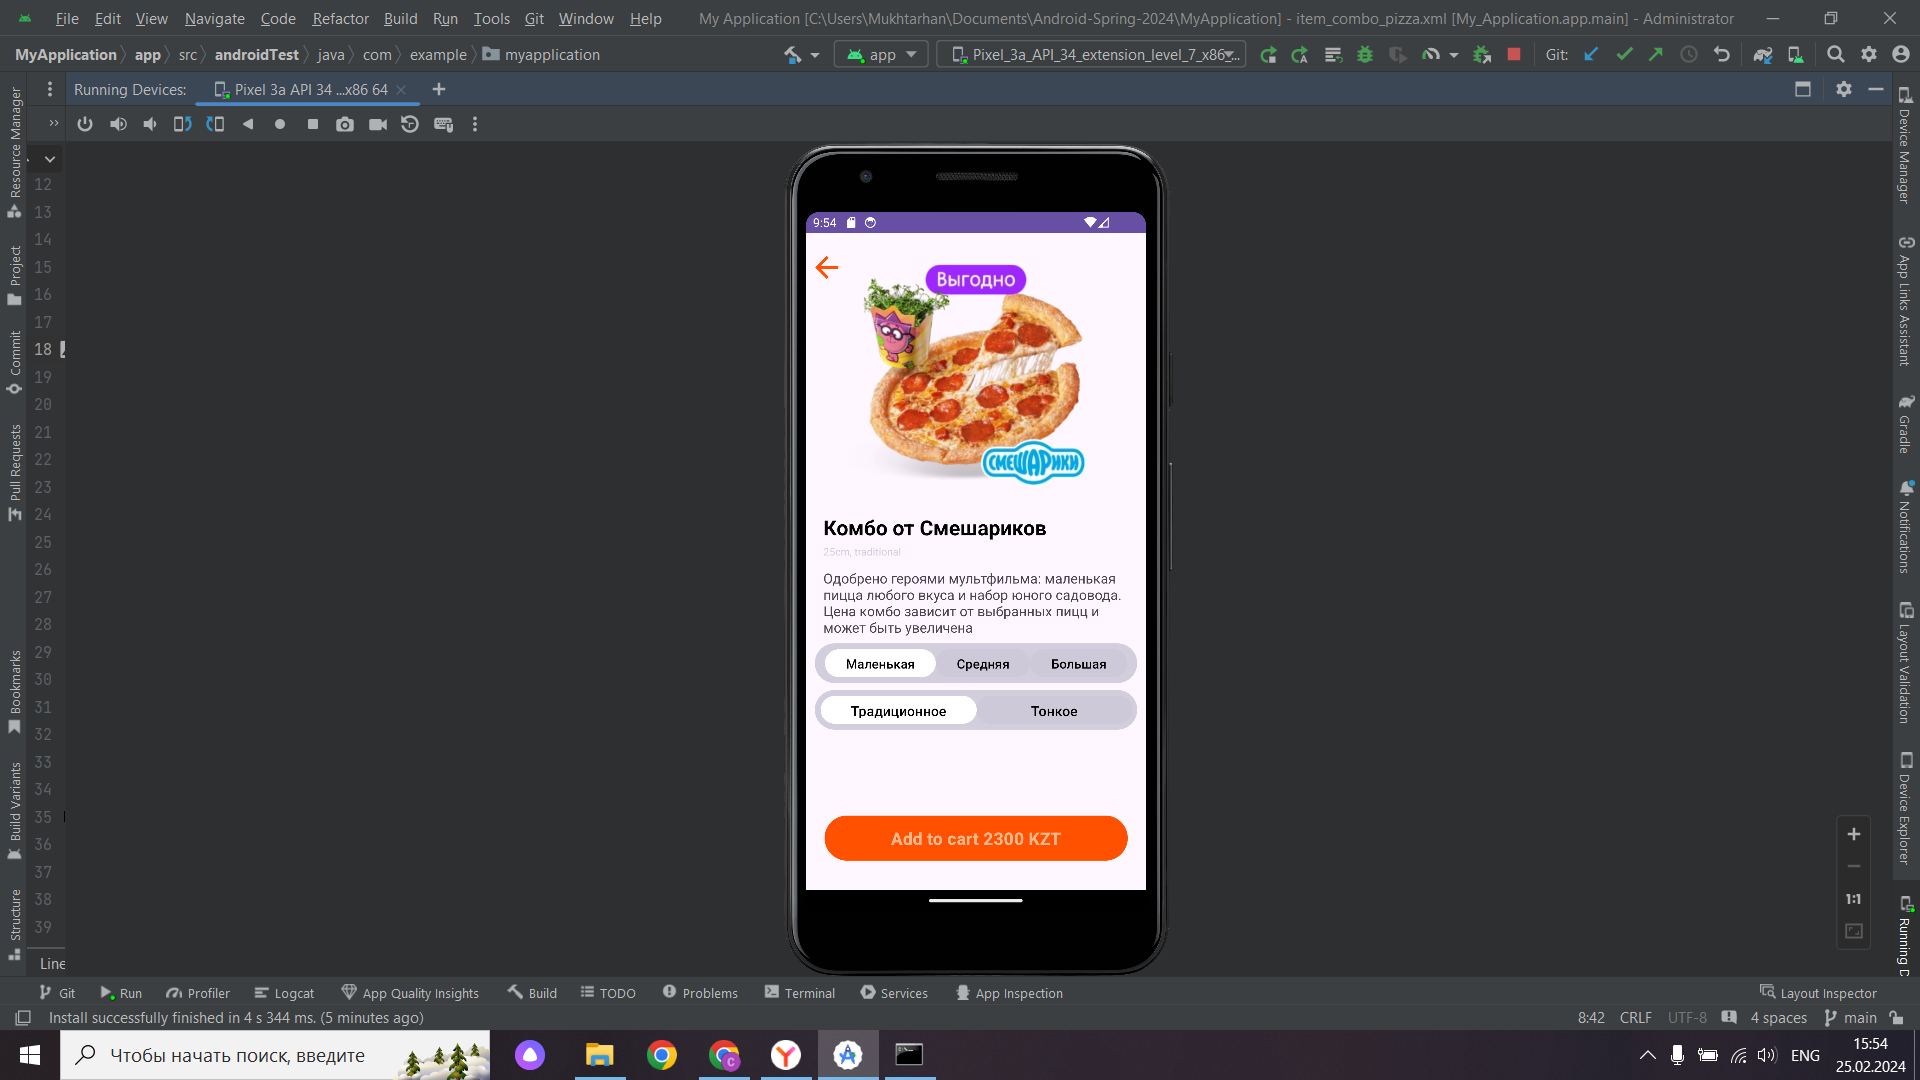 File Edit View Navigate Code Refactor Build Run Tools Git Window Help My Application [C:\Users\Mukhtarhan\Documents\Android-Spring-2024\MyApplication] - item_combo_pizza.xml [My_Application.app.main] - Administrator
MyApplication app src androidTest java com example myapplication app Pixel_3a_API_34_extension_level_7_x86... Git:
Running Devices: Pixel 3a API 34 ...x86 64
Resource Manager
Project
Commit
Pull Requests
Bookmarks
Build Variants
Structure
12
13
14
15
16
17
18
19
20
21
22
23
24
25
26
27
28
29
30
31
32
33
34
35
36
37
38
39
Line
9:54
Выгодно
СМЕШАРИКИ
Комбо от Смешариков
25cm, traditional
Одобрено героями мультфильма: маленькая
пицца любого вкуса и набор юного садовода.
Цена комбо зависит от выбранных пицц и
может быть увеличена
Маленькая Средняя Большая
Традиционное Тонкое
Add to cart 2300 KZT
Device Manager
App Links Assistant
Gradle
Notifications
Layout Validation
Device Explorer
Running D
1:1
Git Run Profiler Logcat App Quality Insights Build TODO Problems Terminal Services App Inspection Layout Inspector
Install successfully finished in 4 s 344 ms. (5 minutes ago) 8:42 CRLF UTF-8 4 spaces main
Чтобы начать поиск, введите
ENG
15:54
25.02.2024